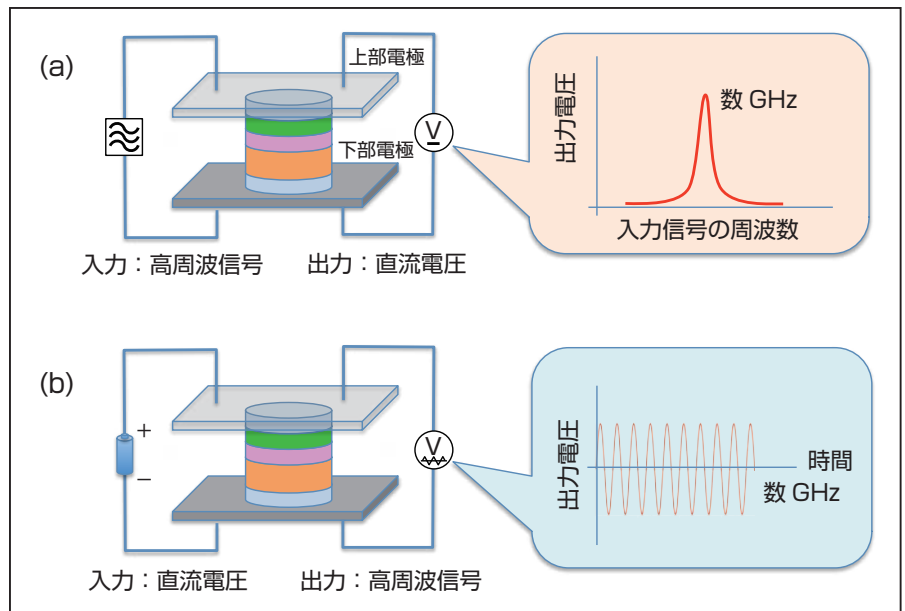 (a)
上部電極
下部電極
V
入力：高周波信号
出力：直流電圧
出力電圧
数 GHz
入力信号の周波数
(b)
+
−
V
入力：直流電圧
出力：高周波信号
出力電圧
時間
数 GHz